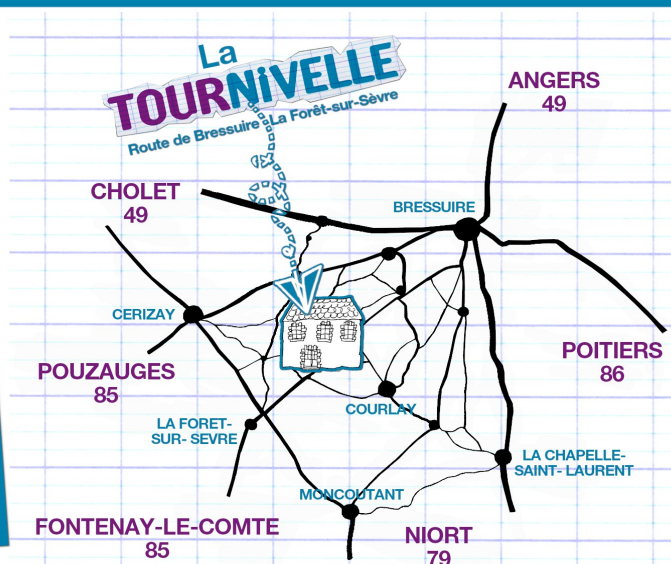 La
TOURNiVELLE
Route de Bressuire La Forêt-sur-Sèvre
ANGERS
49
CHOLET
49
BRESSUIRE
CERIZAY
POITIERS
86
POUZAUGES
85
COURLAY
LA FORET-
SUR- SEVRE
LA CHAPELLE-
SAINT- LAURENT
MONCOUTANT
FONTENAY-LE-COMTE
85
NIORT
79